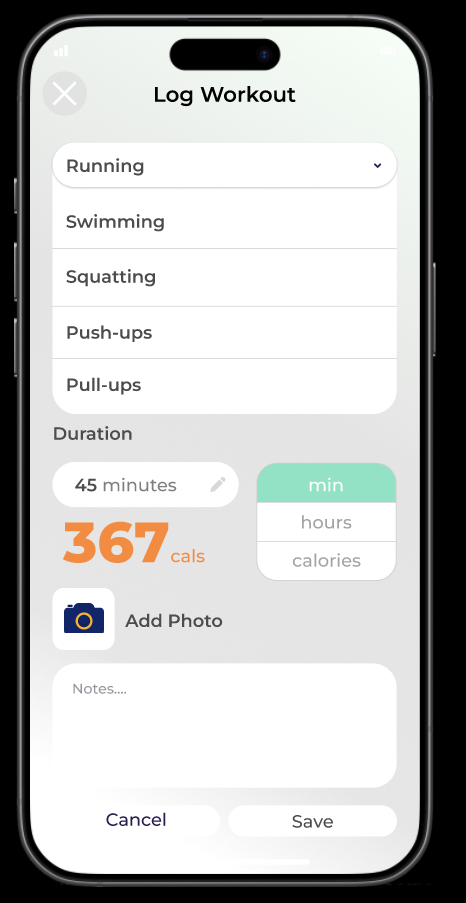 Log Workout
Running
Swimming
Squatting
Push-ups
Pull-ups
Duration
45 minutes
min
hours
calories
367 cals
Add Photo
Notes....
Cancel
Save